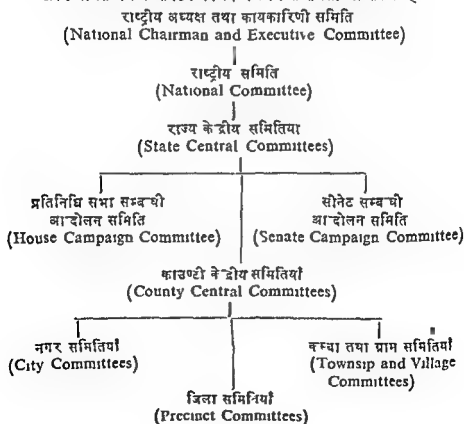 राष्ट्रीय अध्यक्ष तथा कार्यकारिणी समिति
(National Chairman and Executive Committee)
राष्ट्रीय समिति
(National Committee)
राज्य केन्द्रीय समितिया
(State Central Committees)
प्रतिनिधि सभा सम्बन्धी
आन्दोलन समिति
(House Campaign Committee)
सीनेट सम्बन्धी
आन्दोलन समिति
(Senate Campaign Committee)
काउण्टी केन्द्रीय समितियाँ
(County Central Committees)
नगर समितियाँ
(City Committees)
कस्बा तथा ग्राम समितियाँ
(Townsip and Village
Committees)
जिला समितियाँ
(Precinct Committees)